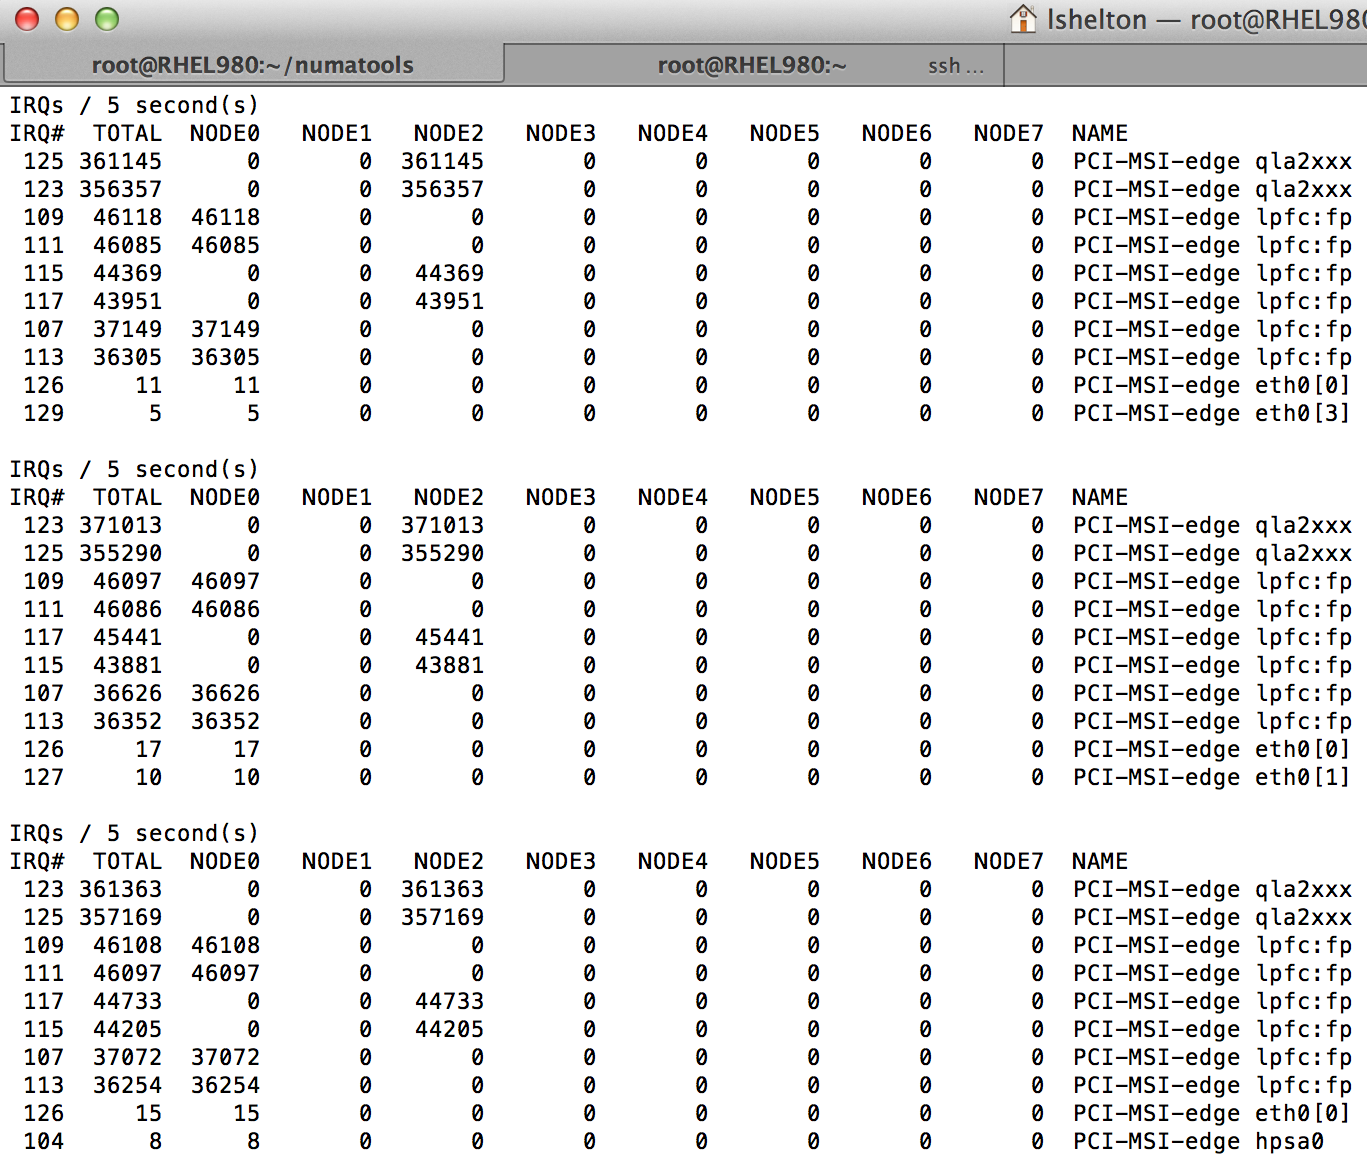 lshelton — root@RHEL980
root@RHEL980:~/numatools root@RHEL980:~ ssh...
IRQs / 5 second(s)
IRQ# TOTAL NODE0 NODE1 NODE2 NODE3 NODE4 NODE5 NODE6 NODE7 NAME
125 361145 0 0 361145 0 0 0 0 0 PCI-MSI-edge qla2xxx
123 356357 0 0 356357 0 0 0 0 0 PCI-MSI-edge qla2xxx
109 46118 46118 0 0 0 0 0 0 0 PCI-MSI-edge lpfc:fp
111 46085 46085 0 0 0 0 0 0 0 PCI-MSI-edge lpfc:fp
115 44369 0 0 44369 0 0 0 0 0 PCI-MSI-edge lpfc:fp
117 43951 0 0 43951 0 0 0 0 0 PCI-MSI-edge lpfc:fp
107 37149 37149 0 0 0 0 0 0 0 PCI-MSI-edge lpfc:fp
113 36305 36305 0 0 0 0 0 0 0 PCI-MSI-edge lpfc:fp
126 11 11 0 0 0 0 0 0 0 PCI-MSI-edge eth0[0]
129 5 5 0 0 0 0 0 0 0 PCI-MSI-edge eth0[3]
IRQs / 5 second(s)
IRQ# TOTAL NODE0 NODE1 NODE2 NODE3 NODE4 NODE5 NODE6 NODE7 NAME
123 371013 0 0 371013 0 0 0 0 0 PCI-MSI-edge qla2xxx
125 355290 0 0 355290 0 0 0 0 0 PCI-MSI-edge qla2xxx
109 46097 46097 0 0 0 0 0 0 0 PCI-MSI-edge lpfc:fp
111 46086 46086 0 0 0 0 0 0 0 PCI-MSI-edge lpfc:fp
117 45441 0 0 45441 0 0 0 0 0 PCI-MSI-edge lpfc:fp
115 43881 0 0 43881 0 0 0 0 0 PCI-MSI-edge lpfc:fp
107 36626 36626 0 0 0 0 0 0 0 PCI-MSI-edge lpfc:fp
113 36352 36352 0 0 0 0 0 0 0 PCI-MSI-edge lpfc:fp
126 17 17 0 0 0 0 0 0 0 PCI-MSI-edge eth0[0]
127 10 10 0 0 0 0 0 0 0 PCI-MSI-edge eth0[1]
IRQs / 5 second(s)
IRQ# TOTAL NODE0 NODE1 NODE2 NODE3 NODE4 NODE5 NODE6 NODE7 NAME
123 361363 0 0 361363 0 0 0 0 0 PCI-MSI-edge qla2xxx
125 357169 0 0 357169 0 0 0 0 0 PCI-MSI-edge qla2xxx
109 46108 46108 0 0 0 0 0 0 0 PCI-MSI-edge lpfc:fp
111 46097 46097 0 0 0 0 0 0 0 PCI-MSI-edge lpfc:fp
117 44733 0 0 44733 0 0 0 0 0 PCI-MSI-edge lpfc:fp
115 44205 0 0 44205 0 0 0 0 0 PCI-MSI-edge lpfc:fp
107 37072 37072 0 0 0 0 0 0 0 PCI-MSI-edge lpfc:fp
113 36254 36254 0 0 0 0 0 0 0 PCI-MSI-edge lpfc:fp
126 15 15 0 0 0 0 0 0 0 PCI-MSI-edge eth0[0]
104 8 8 0 0 0 0 0 0 0 PCI-MSI-edge hpsa0